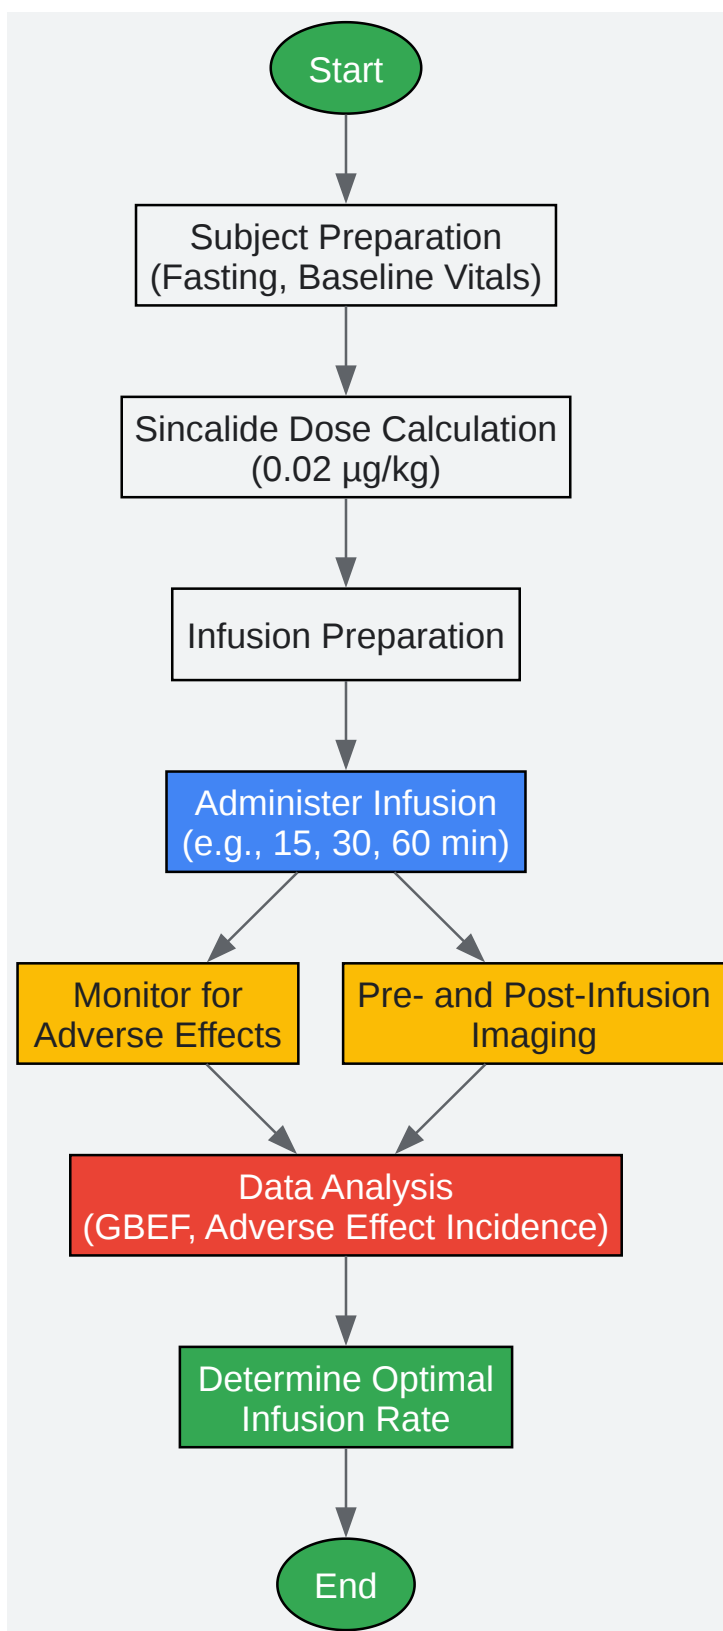 Start
Subject Preparation
(Fasting, Baseline Vitals)
Sincalide Dose Calculation
(0.02 µg/kg)
Infusion Preparation
Administer Infusion
(e.g., 15, 30, 60 min)
Monitor for
Adverse Effects
Pre- and Post-Infusion
Imaging
Data Analysis
(GBEF, Adverse Effect Incidence)
Determine Optimal
Infusion Rate
End